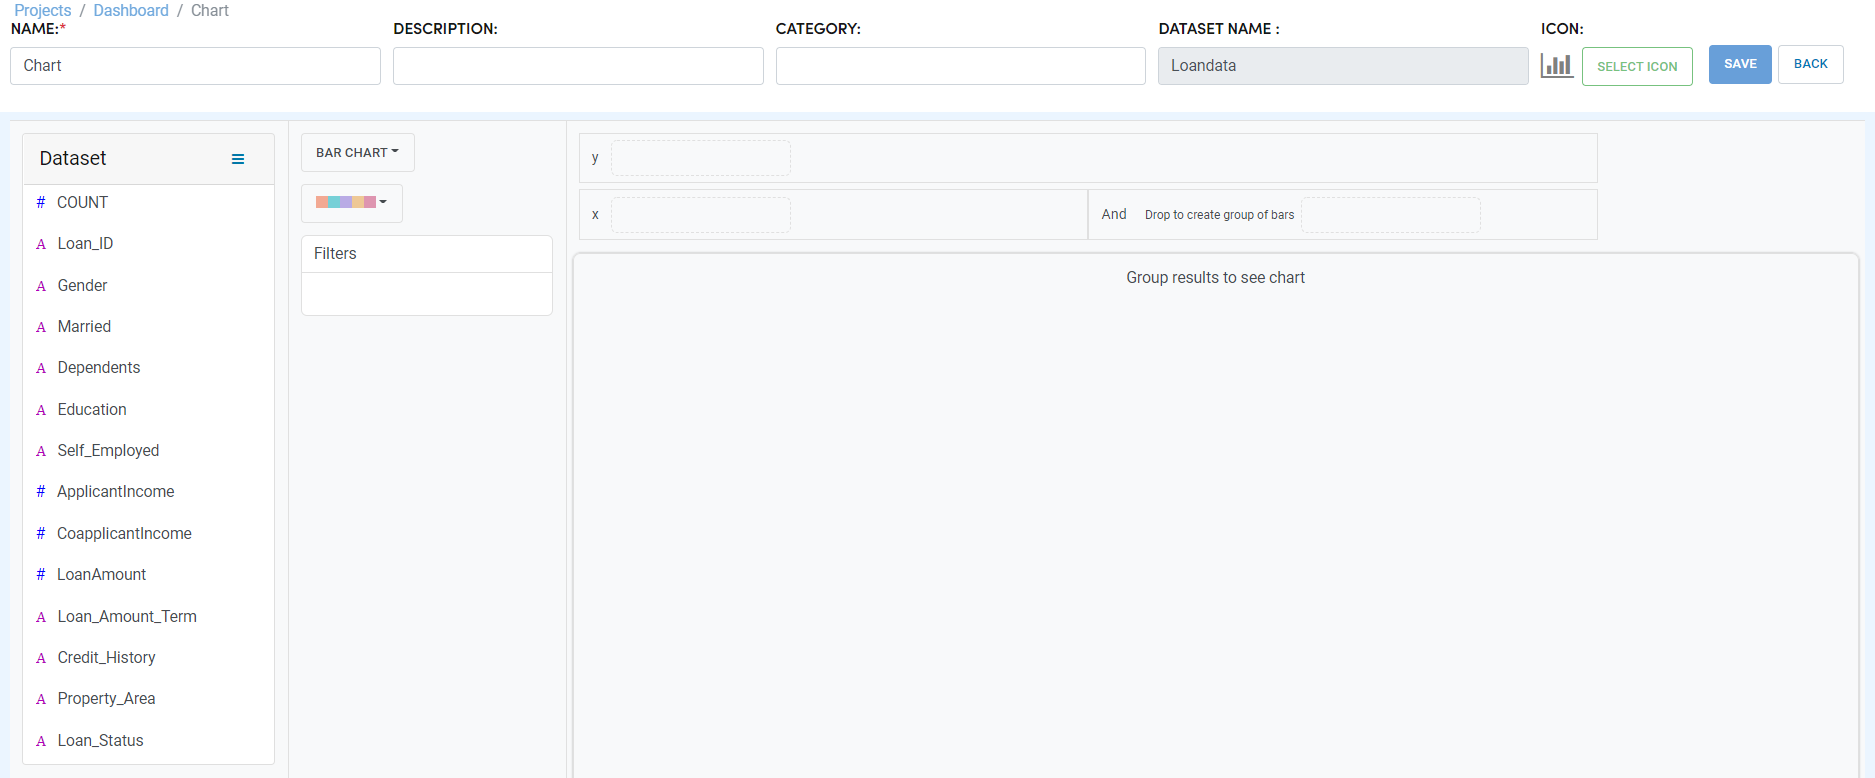 Projects / Dashboard / Chart
NAME:* DESCRIPTION: CATEGORY: DATASET NAME : ICON:
Chart Loandata SELECT ICON SAVE BACK
Dataset
# COUNT
A Loan_ID
A Gender
A Married
A Dependents
A Education
A Self_Employed
# ApplicantIncome
# CoapplicantIncome
# LoanAmount
A Loan_Amount_Term
A Credit_History
A Property_Area
A Loan_Status
BAR CHART
Filters
y
x And Drop to create group of bars
Group results to see chart